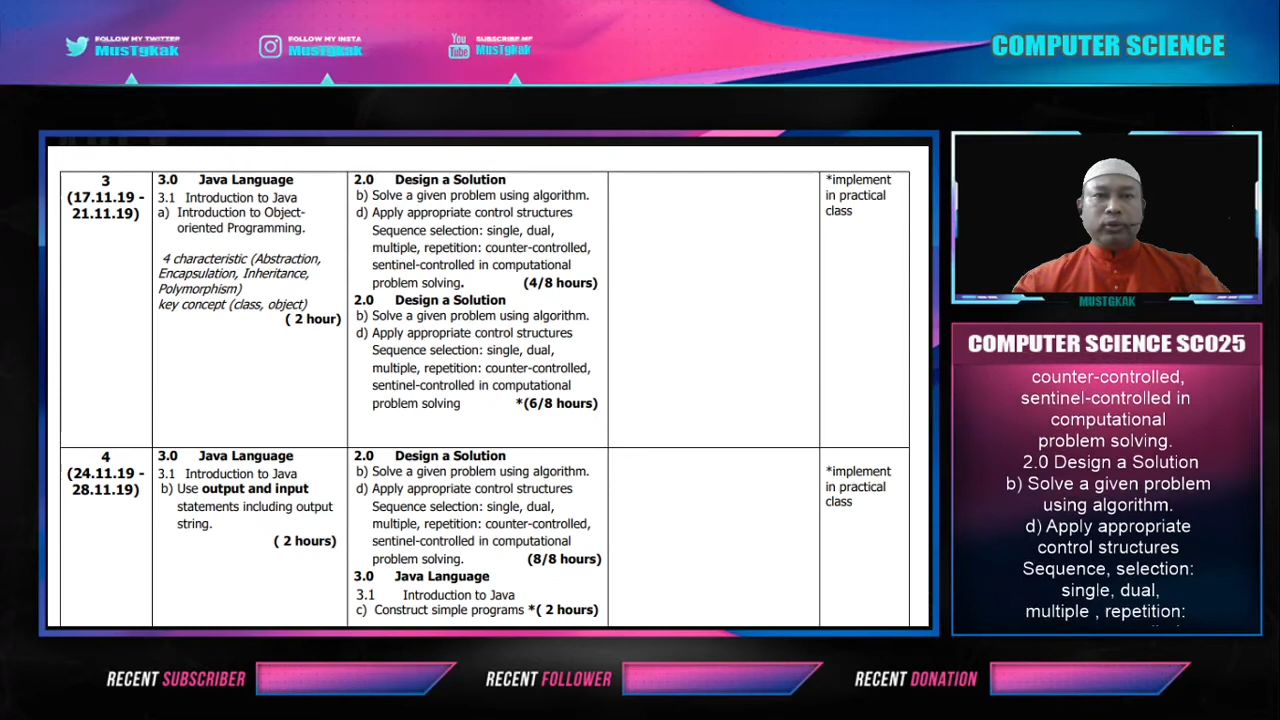 FOLLOW MY TWITTER
MusTgkak
FOLLOW MY INSTA
MusTgkak
SUBSCRIBE ME
MusTgkak
You
Tube
COMPUTER SCIENCE
3
(17.11.19 -
21.11.19)
3.0 Java Language
3.1 Introduction to Java
a) Introduction to Object-
oriented Programming.
4 characteristic (Abstraction,
Encapsulation, Inheritance,
Polymorphism)
key concept (class, object)
( 2 hour)
2.0 Design a Solution
b) Solve a given problem using algorithm.
d) Apply appropriate control structures
Sequence selection: single, dual,
multiple, repetition: counter-controlled,
sentinel-controlled in computational
problem solving. (4/8 hours)
2.0 Design a Solution
b) Solve a given problem using algorithm.
d) Apply appropriate control structures
Sequence selection: single, dual,
multiple, repetition: counter-controlled,
sentinel-controlled in computational
problem solving *(6/8 hours)
*implement
in practical
class
4
(24.11.19 -
28.11.19)
3.0 Java Language
3.1 Introduction to Java
b) Use output and input
statements including output
string.
( 2 hours)
2.0 Design a Solution
b) Solve a given problem using algorithm.
d) Apply appropriate control structures
Sequence selection: single, dual,
multiple, repetition: counter-controlled,
sentinel-controlled in computational
problem solving. (8/8 hours)
3.0 Java Language
3.1 Introduction to Java
c) Construct simple programs *( 2 hours)
*implement
in practical
class
MUSTGKAK
COMPUTER SCIENCE SC025
counter-controlled,
sentinel-controlled in
computational
problem solving.
2.0 Design a Solution
b) Solve a given problem
using algorithm.
d) Apply appropriate
control structures
Sequence, selection:
single, dual,
multiple , repetition:
RECENT SUBSCRIBER
RECENT FOLLOWER
RECENT DONATION